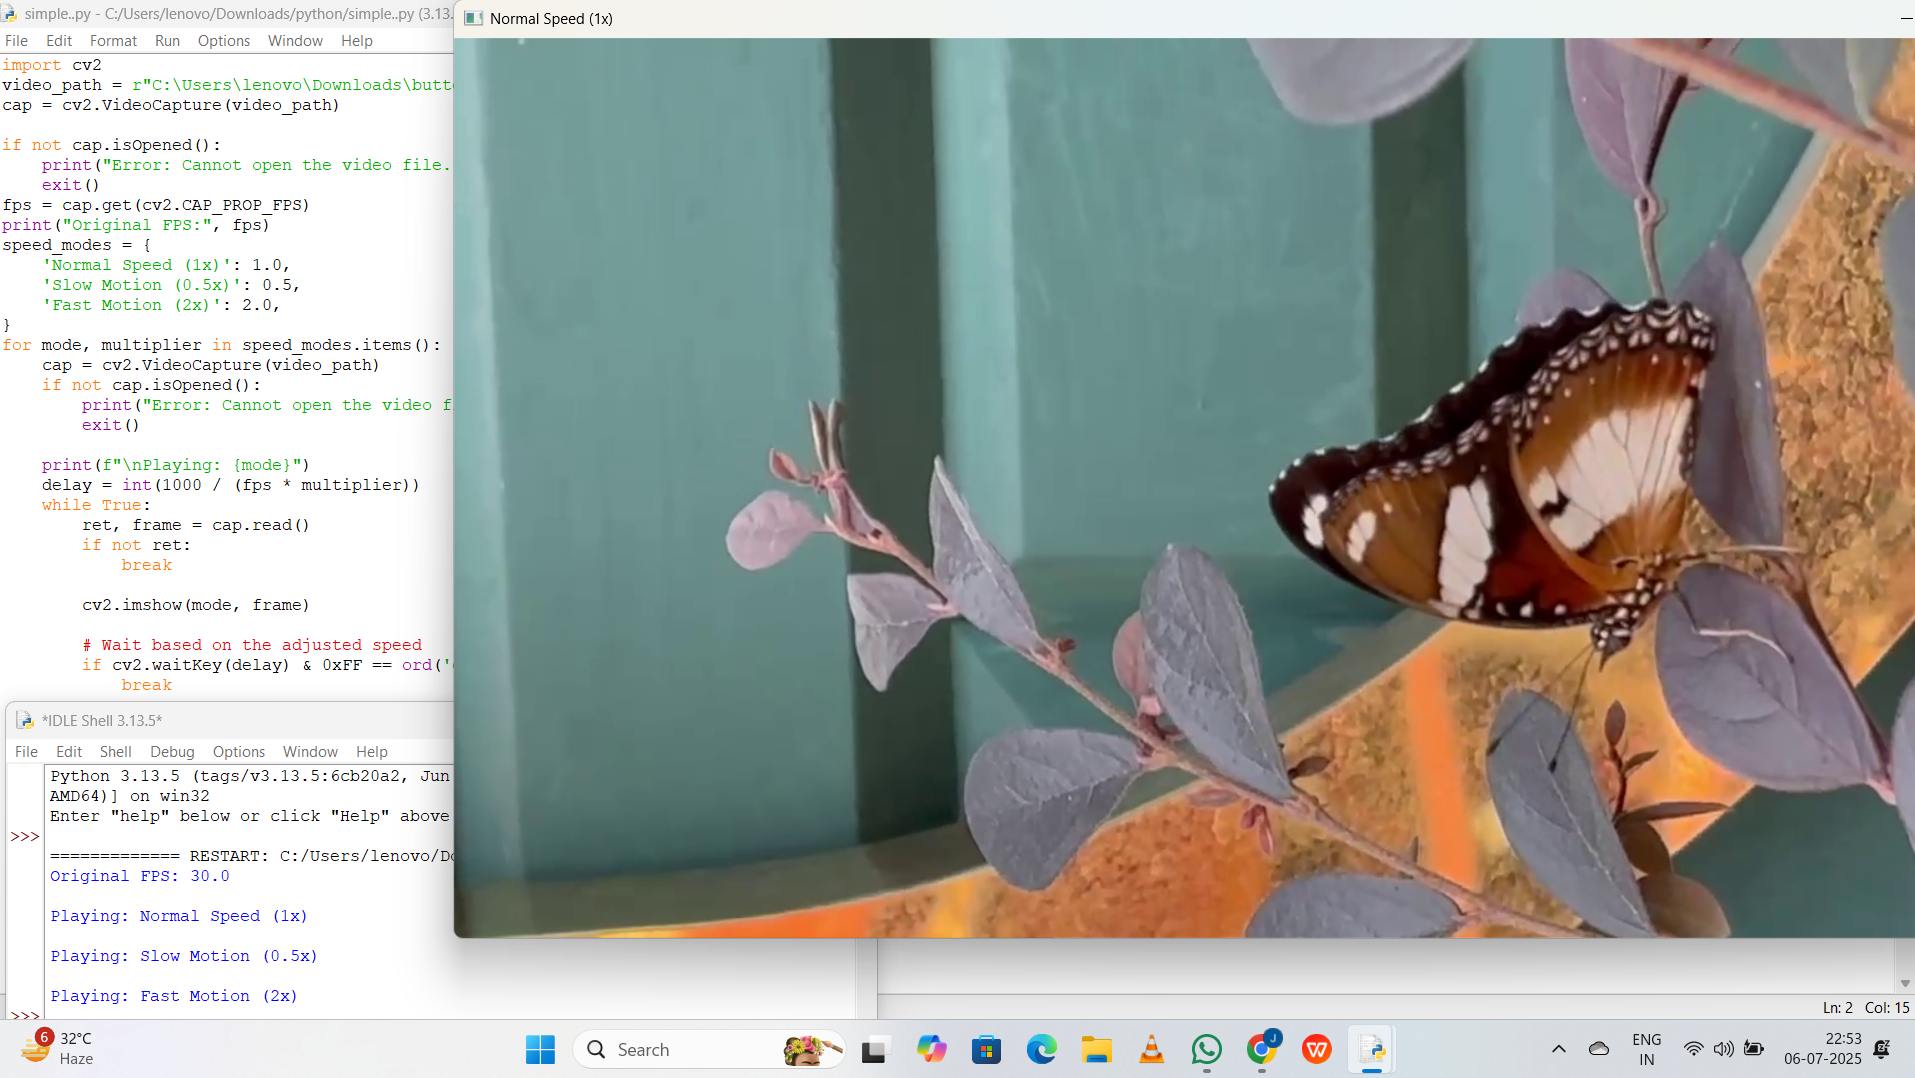 simple..py - C:/Users/lenovo/Downloads/python/simple..py (3.13.
File Edit Format Run Options Window Help
import cv2
video_path = r"C:\Users\lenovo\Downloads\butt
cap = cv2.VideoCapture(video_path)
if not cap.isOpened():
    print("Error: Cannot open the video file.
    exit()
fps = cap.get(cv2.CAP_PROP_FPS)
print("Original FPS:", fps)
speed_modes = {
    'Normal Speed (1x)': 1.0,
    'Slow Motion (0.5x)': 0.5,
    'Fast Motion (2x)': 2.0,
}
for mode, multiplier in speed_modes.items():
    cap = cv2.VideoCapture(video_path)
    if not cap.isOpened():
        print("Error: Cannot open the video f
        exit()
    print(f"\nPlaying: {mode}")
    delay = int(1000 / (fps * multiplier))
    while True:
        ret, frame = cap.read()
        if not ret:
            break
        cv2.imshow(mode, frame)
        # Wait based on the adjusted speed
        if cv2.waitKey(delay) & 0xFF == ord('
            break
Normal Speed (1x)
*IDLE Shell 3.13.5*
File Edit Shell Debug Options Window Help
Python 3.13.5 (tags/v3.13.5:6cb20a2, Jun
AMD64)] on win32
Enter "help" below or click "Help" above
>>>
============= RESTART: C:/Users/lenovo/Do
Original FPS: 30.0
Playing: Normal Speed (1x)
Playing: Slow Motion (0.5x)
Playing: Fast Motion (2x)
>>>
Ln: 2 Col: 15
6
32°C
Haze
Search
J
W
ENG
IN
22:53
06-07-2025